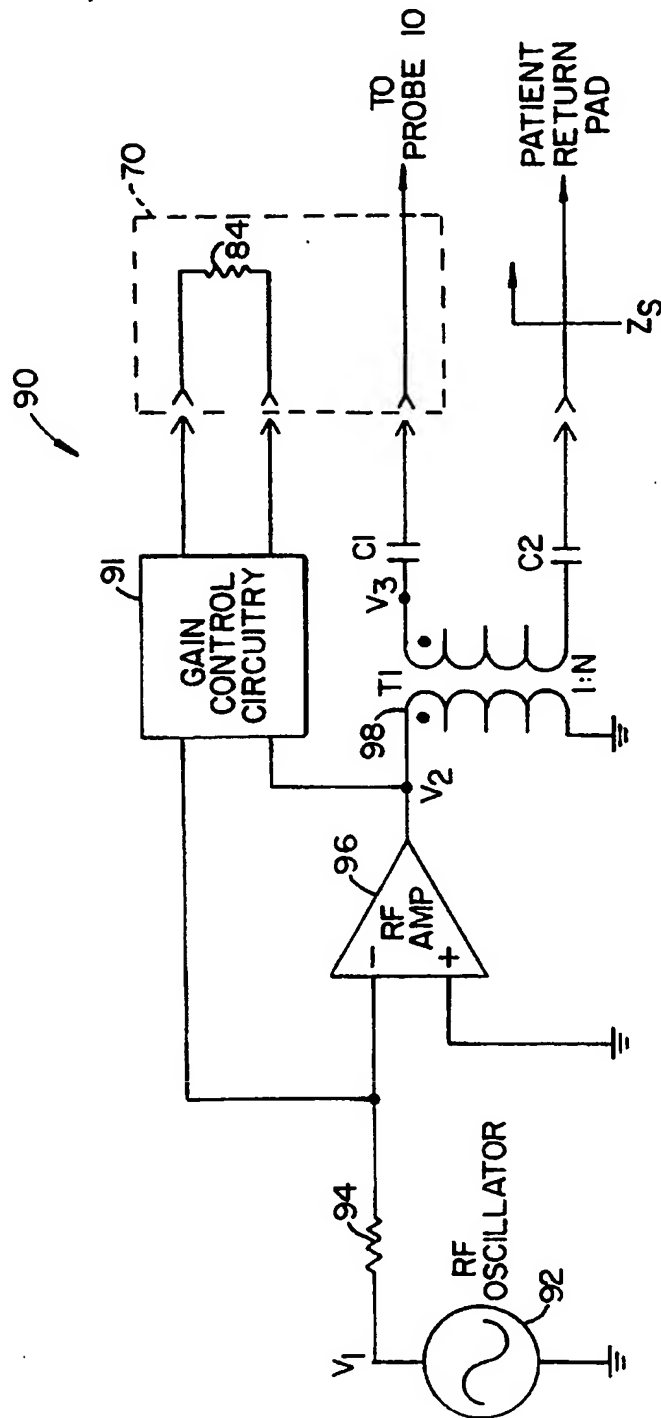 90
70
84
91
GAIN
CONTROL
CIRCUITRY
TO
PROBE 10
C1
V3
T1
98
V2
96
RF
AMP
−
+
94
V1
RF
OSCILLATOR
92
1:N
C2
PATIENT
RETURN
PAD
ZS